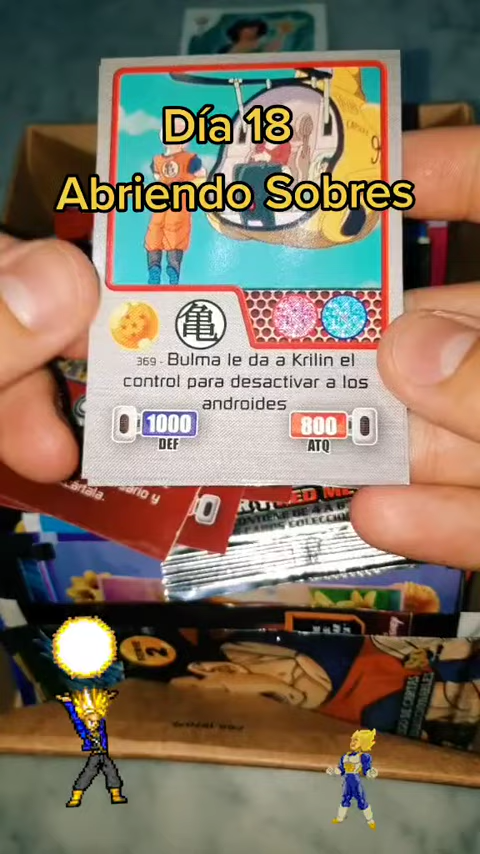 Día 18
Abriendo Sobres
亀
369 - Bulma le da a Krilin el
control para desactivar a los
androides
1000
DEF
800
ATQ
2